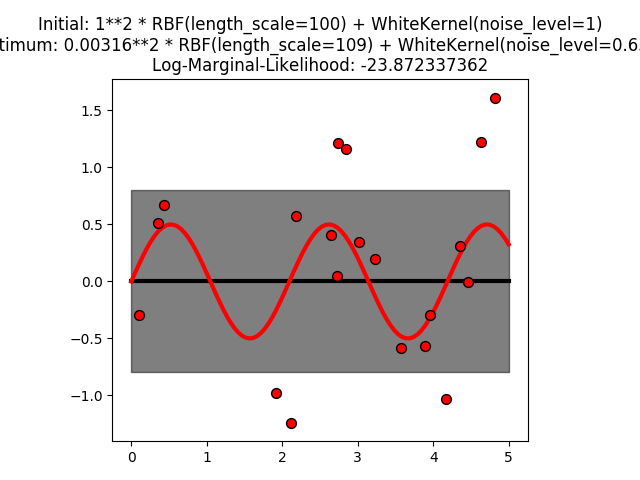 Initial: 1**2 * RBF(length_scale=100) + WhiteKernel(noise_level=1)
timum: 0.00316**2 * RBF(length_scale=109) + WhiteKernel(noise_level=0.6
Log-Marginal-Likelihood: -23.872337362
1.5
1.0
0.5
0.0
−0.5
−1.0
0 1 2 3 4 5